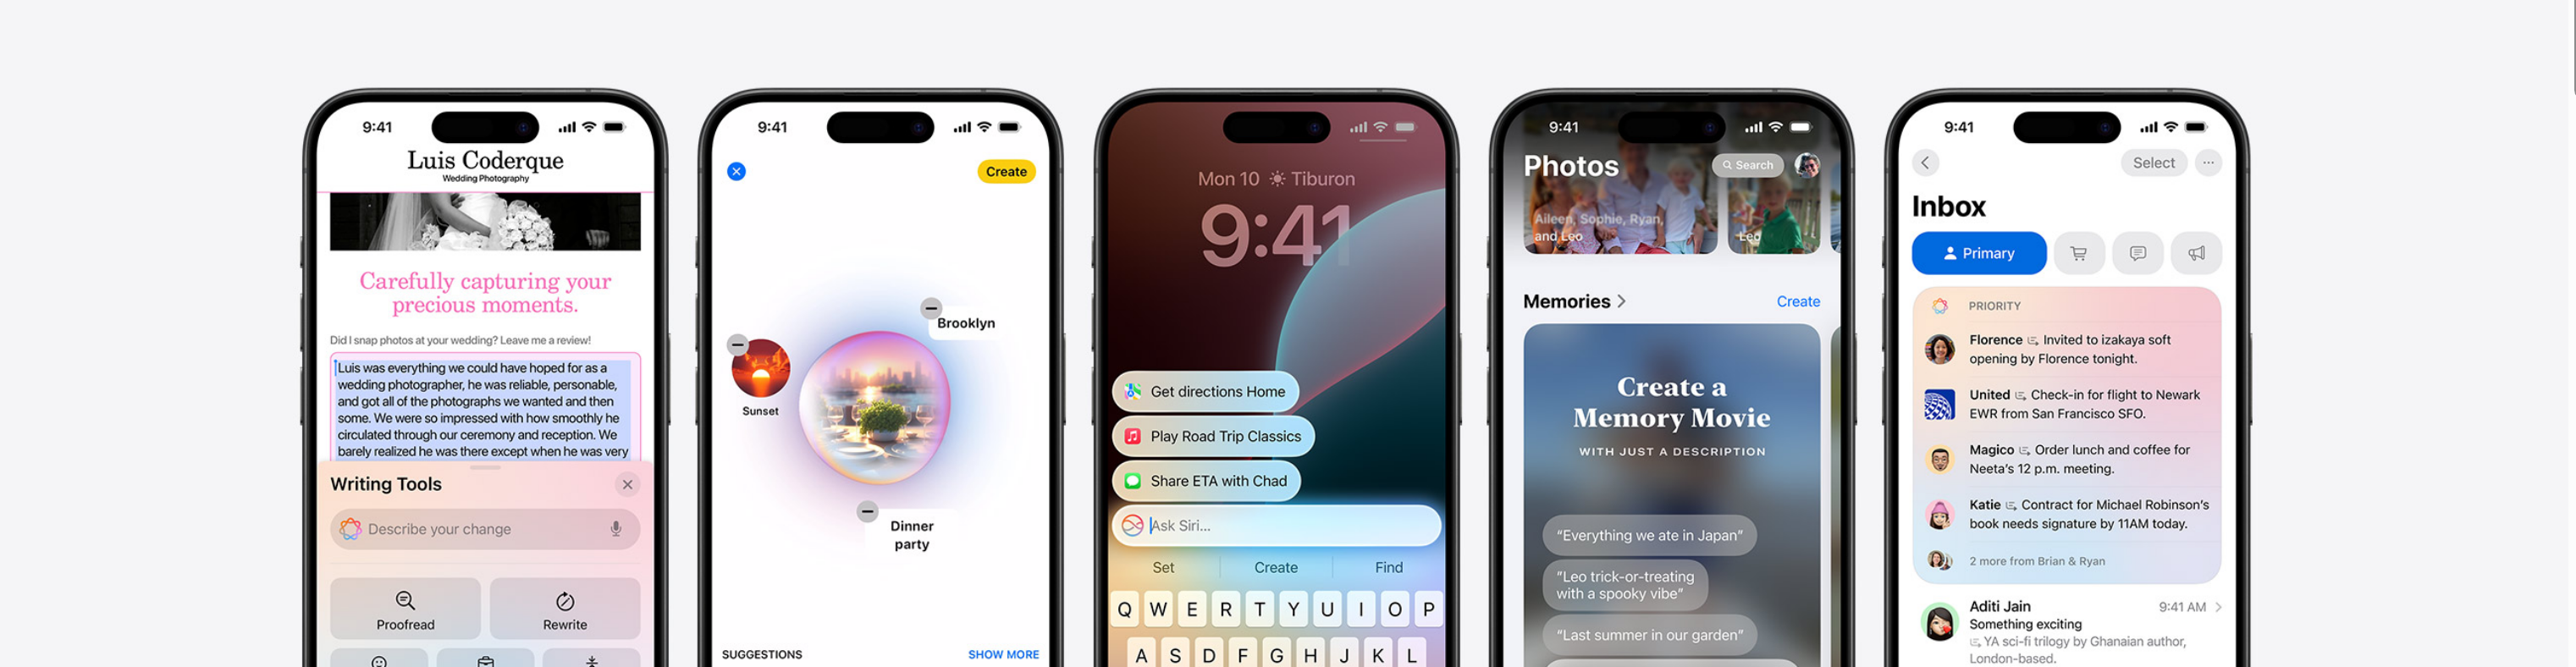 9:41
Luis Coderque
Wedding Photography
Carefully capturing your
precious moments.
Did I snap photos at your wedding? Leave me a review!
Luis was everything we could have hoped for as a
wedding photographer, he was reliable, personable,
and got all of the photographs we wanted and then
some. We were so impressed with how smoothly he
circulated through our ceremony and reception. We
barely realized he was there except when he was very
Writing Tools
Describe your change
Proofread
Rewrite
9:41
Create
Brooklyn
Sunset
Dinner
party
SUGGESTIONS
SHOW MORE
Mon 10 Tiburon
9:41
Get directions Home
Play Road Trip Classics
Share ETA with Chad
Ask Siri...
Set
Create
Find
Q W E R T Y U I O P
A S D F G H J K L
9:41
Photos
Search
Aileen, Sophie, Ryan,
and Leo
Leo
Memories
Create
Create a
Memory Movie
WITH JUST A DESCRIPTION
“Everything we ate in Japan”
“Leo trick-or-treating
with a spooky vibe”
“Last summer in our garden”
9:41
Select
Inbox
Primary
PRIORITY
Florence Invited to izakaya soft
opening by Florence tonight.
United Check-in for flight to Newark
EWR from San Francisco SFO.
Magico Order lunch and coffee for
Neeta’s 12 p.m. meeting.
Katie Contract for Michael Robinson’s
book needs signature by 11AM today.
2 more from Brian & Ryan
Aditi Jain
9:41 AM
Something exciting
YA sci-fi trilogy by Ghanaian author,
London-based.